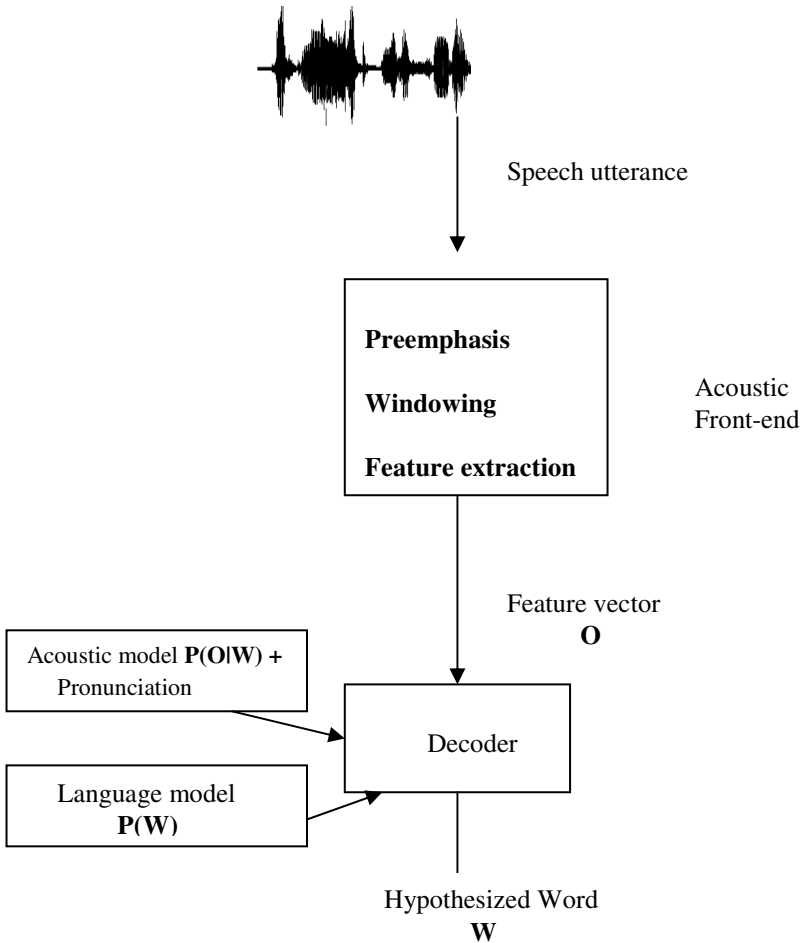 Speech utterance
Preemphasis
Windowing
Feature extraction
Acoustic
Front-end
Feature vector
O
Acoustic model P(O|W) +
Pronunciation
Decoder
Language model
P(W)
Hypothesized Word
W